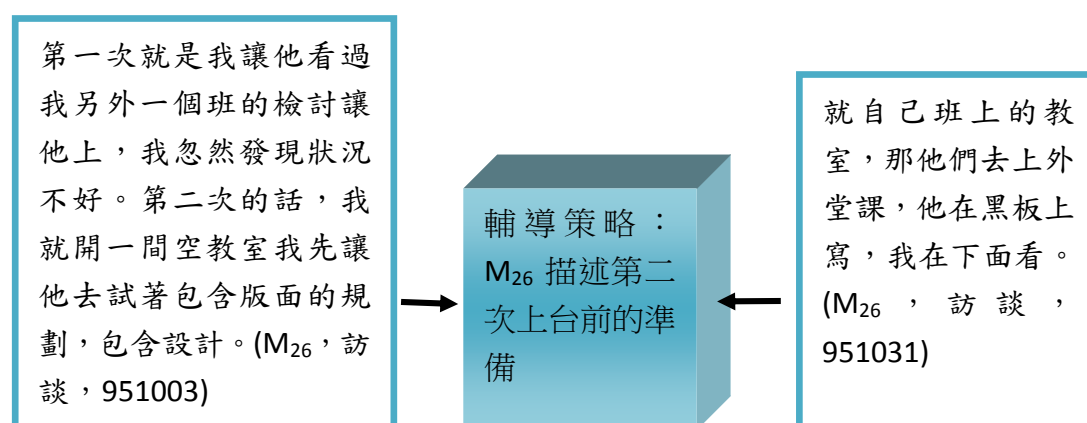 第一次就是我讓他看過
我另外一個班的檢討讓
他上，我忽然發現狀況
不好。第二次的話，我
就開一間空教室我先讓
他去試著包含版面的規
劃，包含設計。(M26，訪
談，951003)
輔導策略：
M26 描述第二
次上台前的準
備
就自己班上的教
室，那他們去上外
堂課，他在黑板上
寫，我在下面看。
(M26，訪談，
951031)